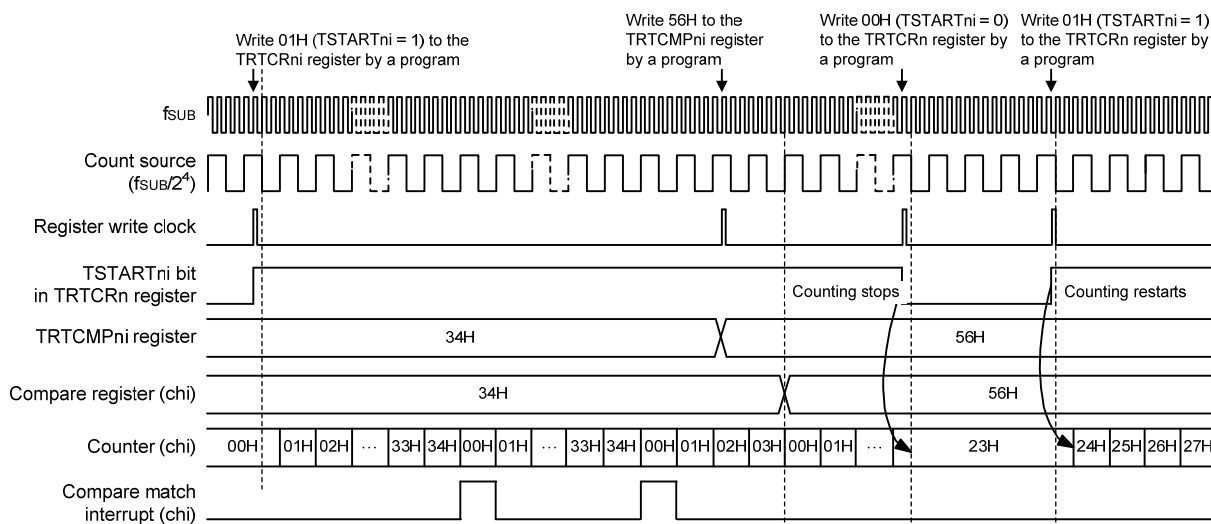 Write 01H (TSTARTni = 1) to the
TRTCRni register by a program
Write 56H to the
TRTCMPni register
by a program
Write 00H (TSTARTni = 0)
to the TRTCRn register by
a program
Write 01H (TSTARTni = 1)
to the TRTCRn register by
a program
fSUB
Count source
(fSUB/2⁴)
Register write clock
TSTARTni bit
in TRTCRn register
Counting stops
Counting restarts
TRTCMPni register
34H
56H
Compare register (chi)
34H
56H
Counter (chi)
00H 01H 02H ... 33H 34H 00H 01H ... 33H 34H 00H 01H 02H 03H 00H 01H ... 23H 24H 25H 26H 27H
Compare match
interrupt (chi)